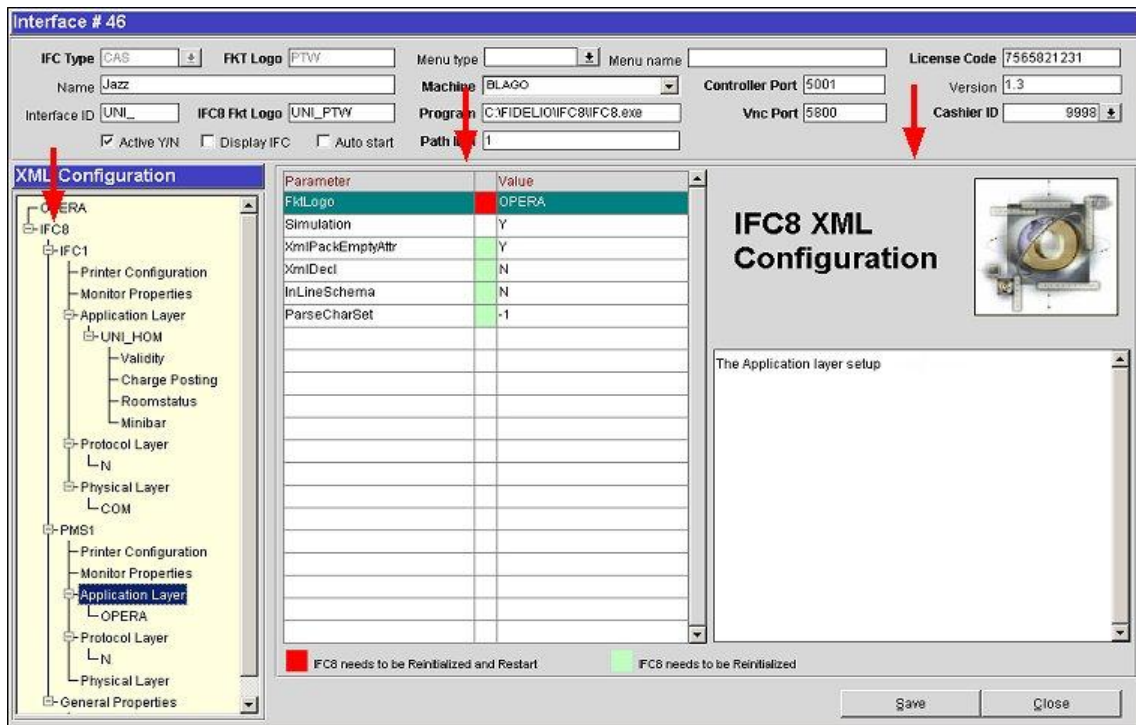 Interface # 46
IFC Type CAS FKT Logo PTW Menu type Menu name License Code 7565821231
Name Jazz Machine BLAGO Controller Port 5001 Version 1.3
Interface ID UNI_ IFC8 Fkt Logo UNI_PTW Program C:\FIDELIO\IFC8\IFC8.exe Vnc Port 5800 Cashier ID 9998
Active Y/N Display IFC Auto start Path 1
XML Configuration
OPERA
IFC8
IFC1
Printer Configuration
Monitor Properties
Application Layer
UNI_HOM
Validity
Charge Posting
Roomstatus
Minibar
Protocol Layer
N
Physical Layer
COM
PMS1
Printer Configuration
Monitor Properties
Application Layer
OPERA
Protocol Layer
N
Physical Layer
General Properties
Parameter Value
FktLogo OPERA
Simulation Y
XmlPackEmptyAttr Y
XmlDecl N
InLineSchema N
ParseCharSet -1
IFC8 needs to be Reinitialized and Restart IFC8 needs to be Reinitialized
IFC8 XML
Configuration
The Application layer setup
Save Close